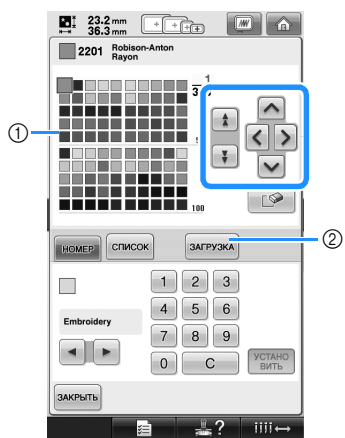 23.2 mm
36.3 mm
2201 Robison-Anton
Rayon
1
100
НОМЕР СПИСОК ЗАГРУЗКА
1 2 3
Embroidery
4 5 6
7 8 9
0 C
УСТАНО
ВИТЬ
ЗАКРЫТЬ
?
1
2